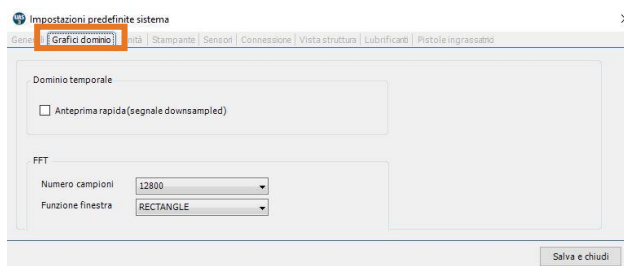 UAS Impostazioni predefinite sistema
Grafici dominio Stampante Sensori Connessione Vista struttura Lubrificanti Pistole ingrassatrici
Dominio temporale
Anteprima rapida(segnale downsampled)
FFT
Numero campioni 12800
Funzione finestra RECTANGLE
Salva e chiudi